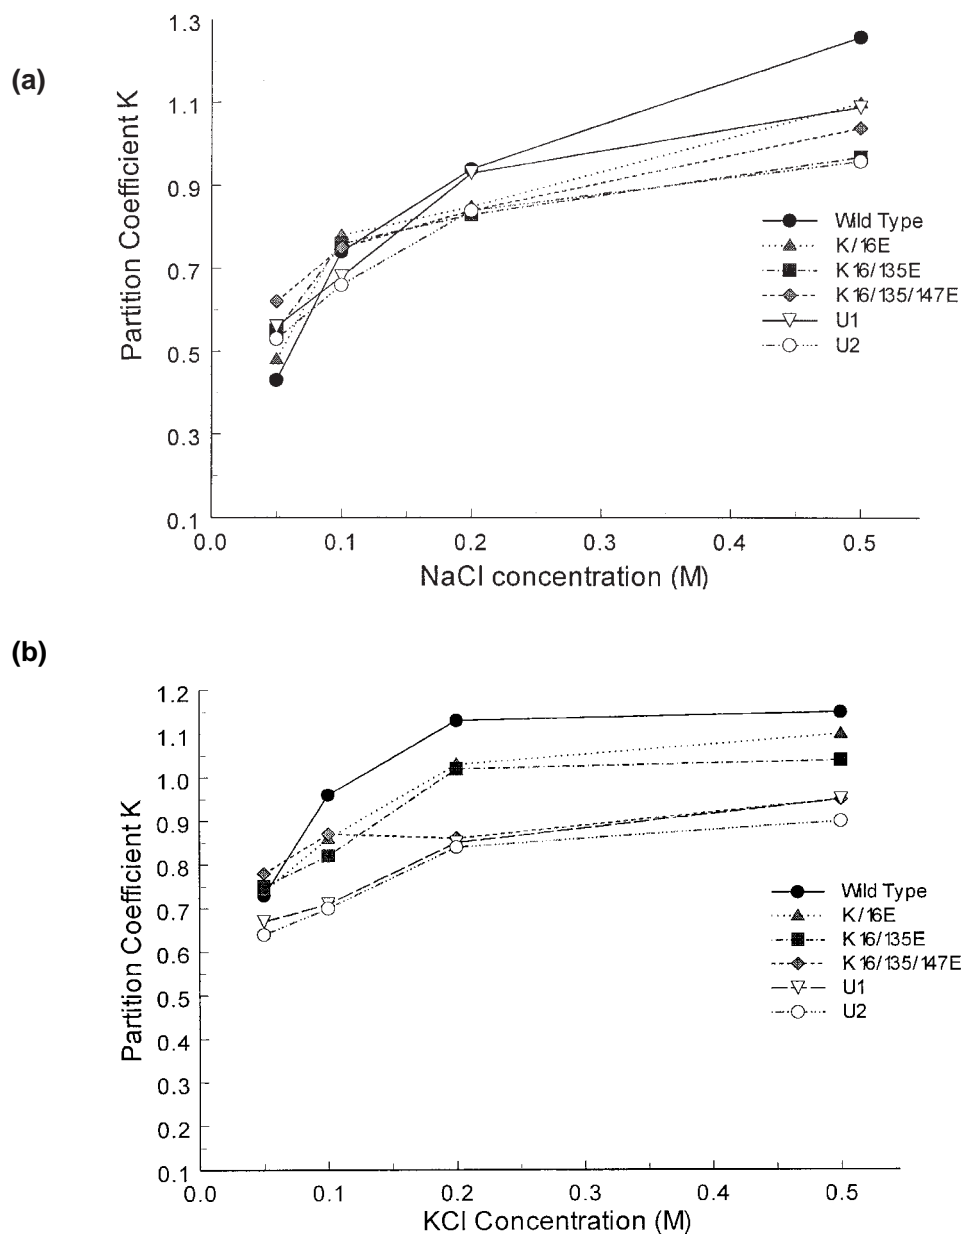 (a)
Partition Coefficient K
1.3
1.1
0.9
0.7
0.5
0.3
0.1
Wild Type
K/16E
K16/135E
K16/135/147E
U1
U2
0.0 0.1 0.2 0.3 0.4 0.5
NaCl concentration (M)
(b)
Partition Coefficient K
1.2
1.1
1.0
0.9
0.8
0.7
0.6
0.5
0.4
0.3
0.2
0.1
Wild Type
K/16E
K16/135E
K16/135/147E
U1
U2
0.0 0.1 0.2 0.3 0.4 0.5
KCl Concentration (M)